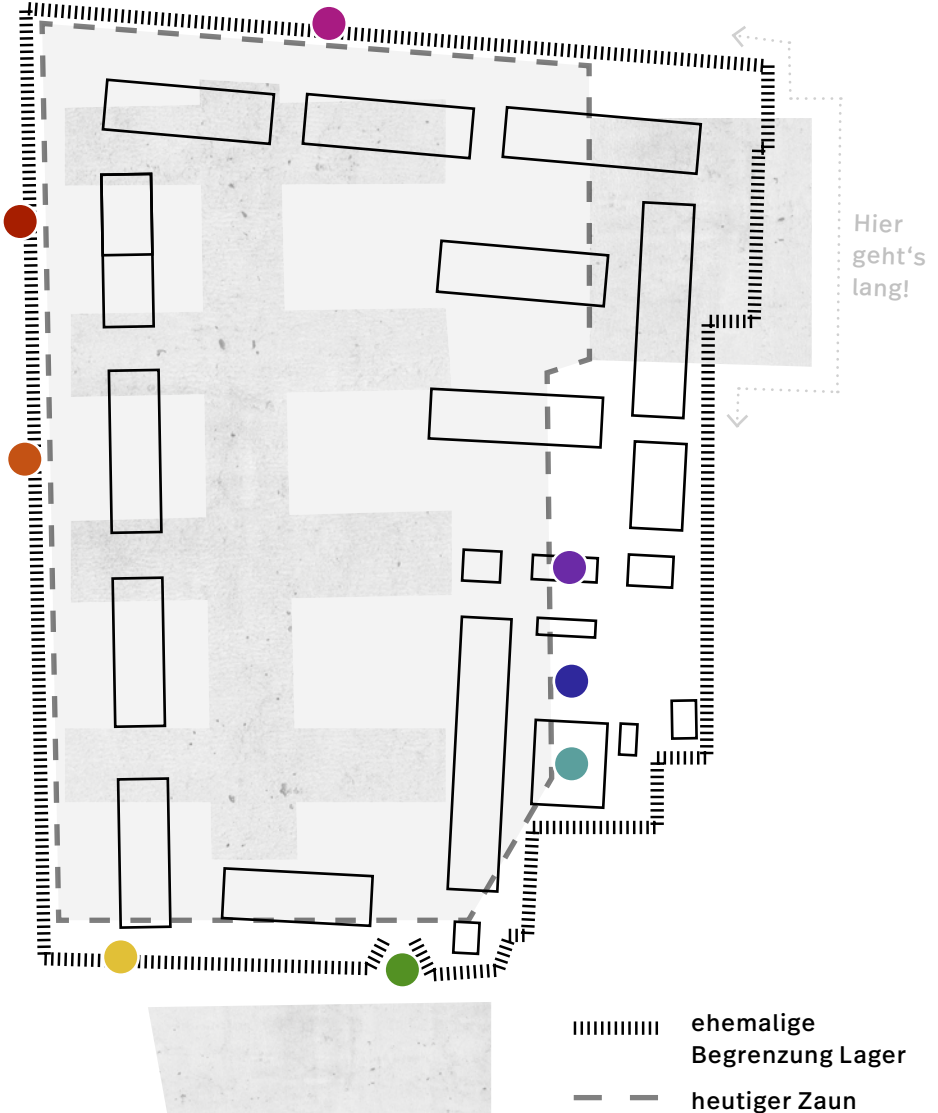 Hier
geht‘s
lang!
ehemalige
Begrenzung Lager
heutiger Zaun